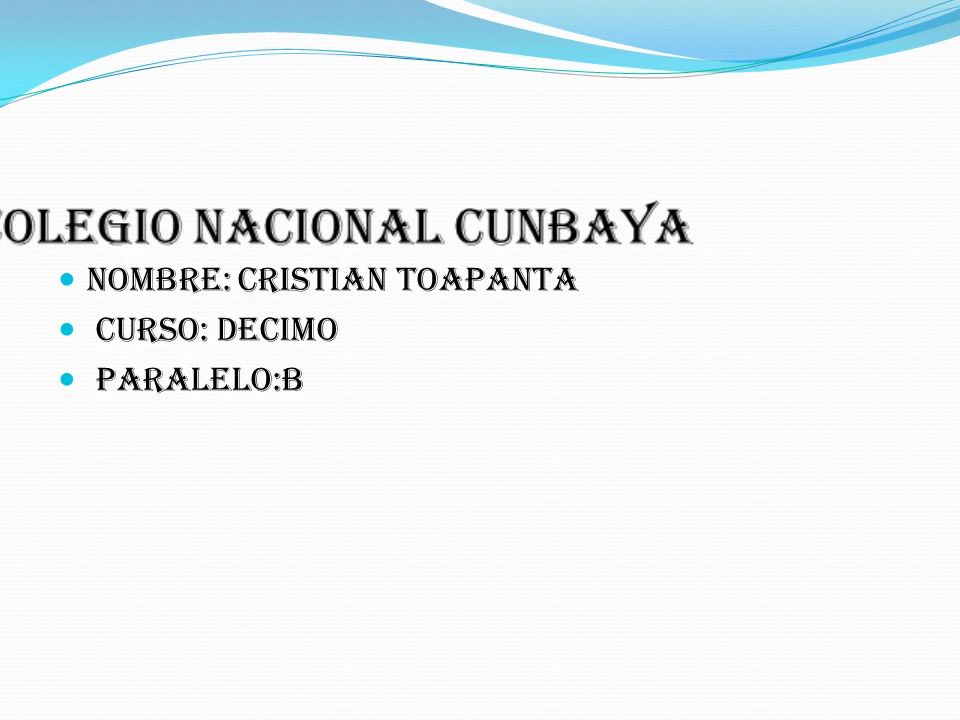 COLEGIO NACIONAL CUNBAYA
NOMBRE: CRISTIAN TOAPANTA
CURSO: DECIMO
PARALELO:B